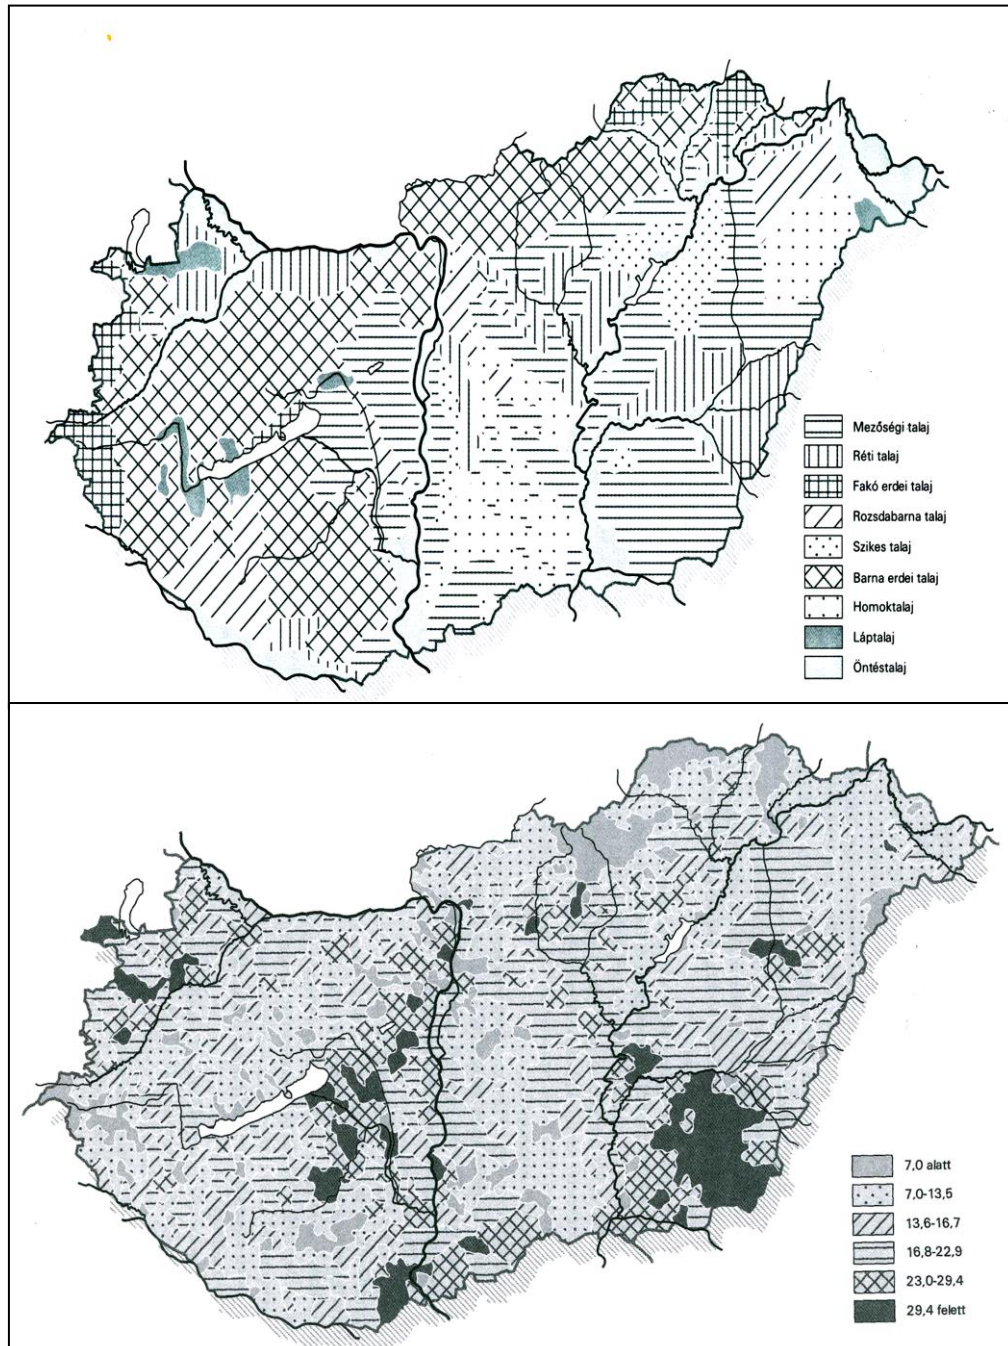 Mezőségi talaj
Réti talaj
Fakó erdei talaj
Rozsdabarna talaj
Szikes talaj
Barna erdei talaj
Homoktalaj
Láptalaj
Öntéstalaj
7,0 alatt
7,0-13,5
13,6-16,7
16,8-22,9
23,0-29,4
29,4 felett